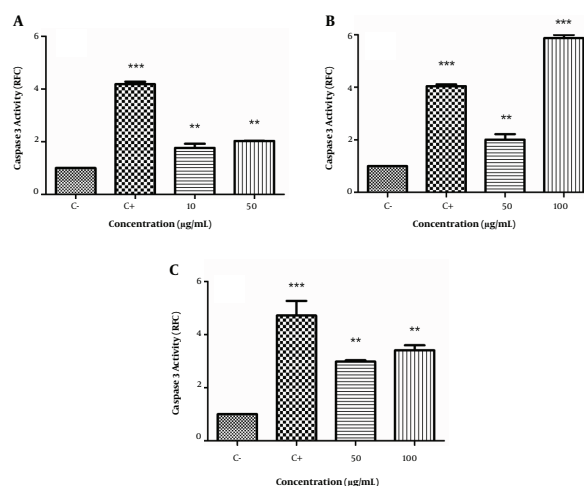 A
Caspase 3 Activity (RFC)
6
4
2
0
***
**
**
C-
C+
10
50
Concentration (µg/mL)
B
Caspase 3 Activity (RFC)
6
4
2
0
***
**
***
C-
C+
50
100
Concentration (µg/mL)
C
Caspase 3 Activity (RFC)
6
4
2
0
***
**
**
C-
C+
50
100
Concentration (µg/mL)